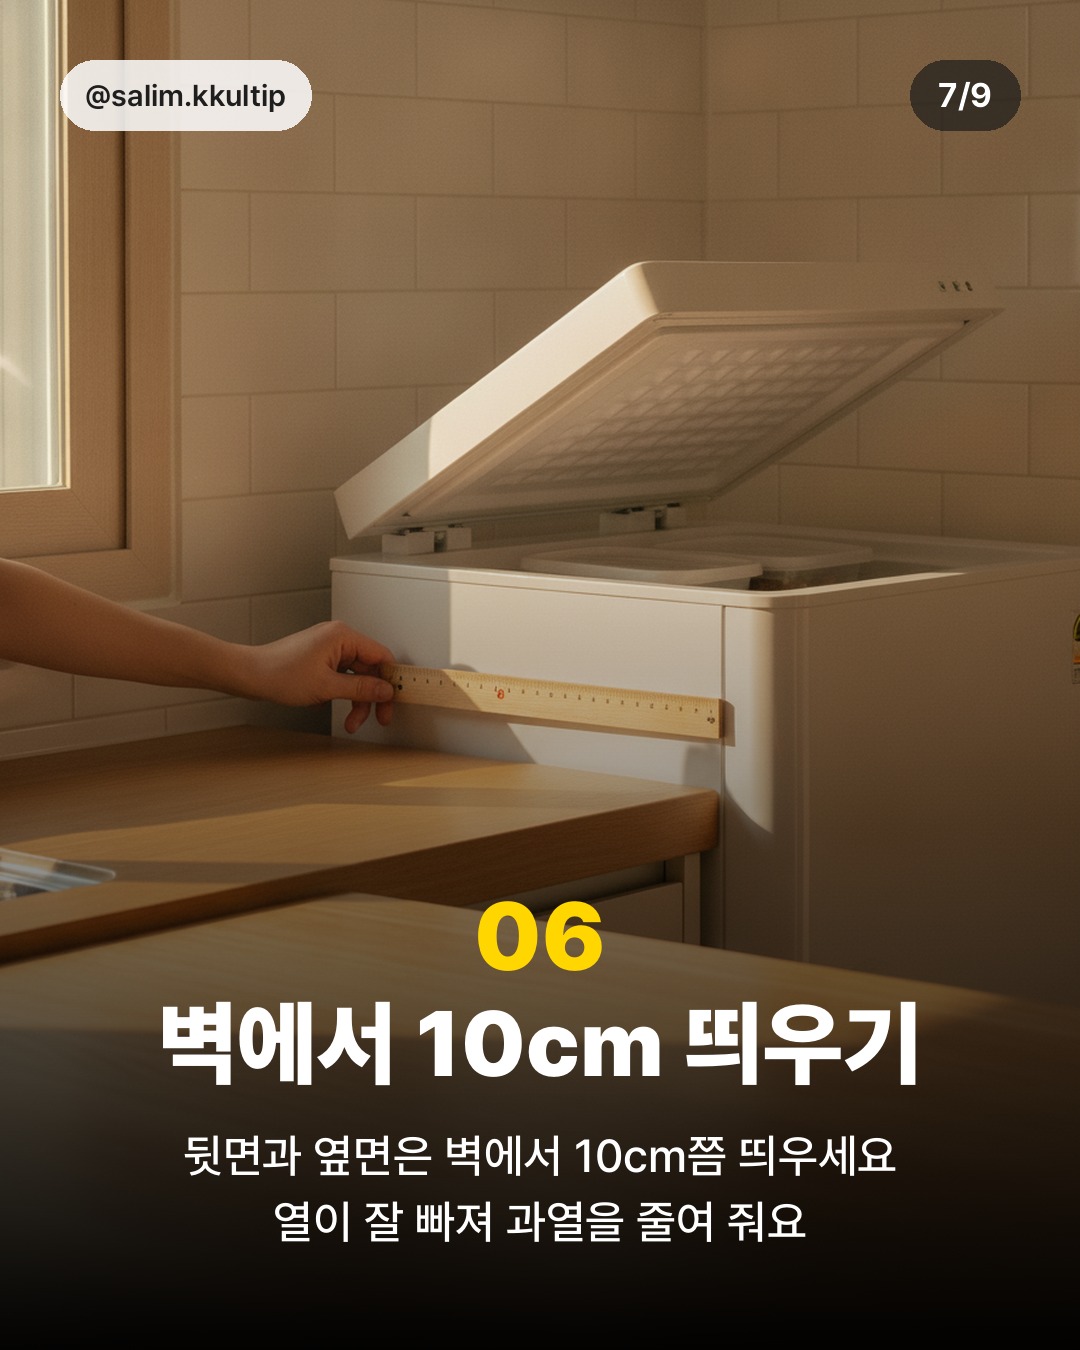 @salim.kkultip
7/9
06
벽에서 10cm 띄우기
뒷면과 옆면은 벽에서 10cm쯤 띄우세요
열이 잘 빠져 과열을 줄여 줘요